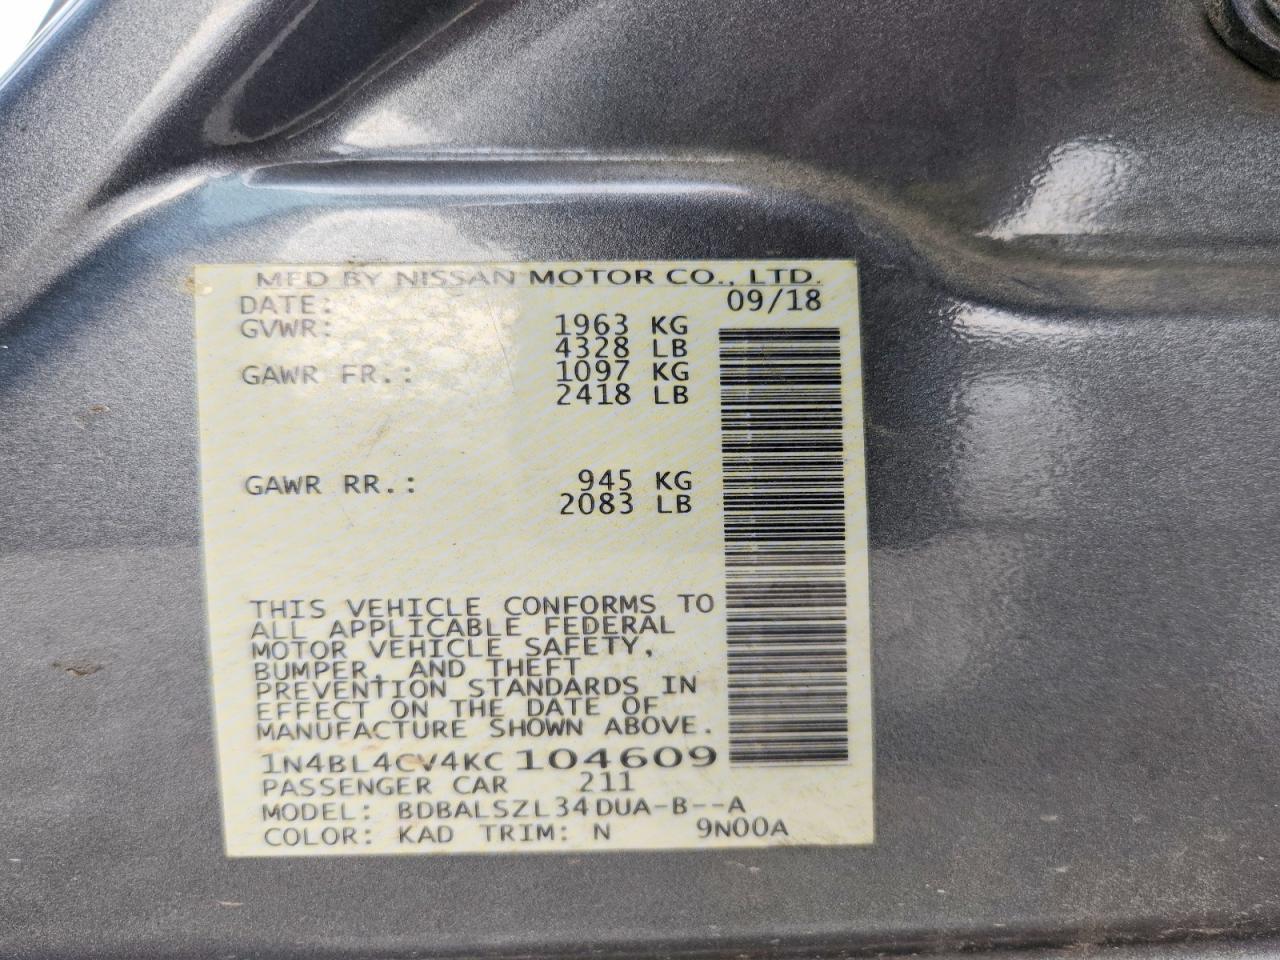 MFD BY NISSAN MOTOR CO., LTD.
DATE: 09/18
GVWR: 1963 KG
4328 LB
GAWR FR.: 1097 KG
2418 LB
GAWR RR.: 945 KG
2083 LB
THIS VEHICLE CONFORMS TO
ALL APPLICABLE FEDERAL
MOTOR VEHICLE SAFETY,
BUMPER, AND THEFT
PREVENTION STANDARDS IN
EFFECT ON THE DATE OF
MANUFACTURE SHOWN ABOVE.
1N4BL4CV4KC104609
PASSENGER CAR 211
MODEL: BDBALSZL34DUA-B--A
COLOR: KAD TRIM: N 9N00A